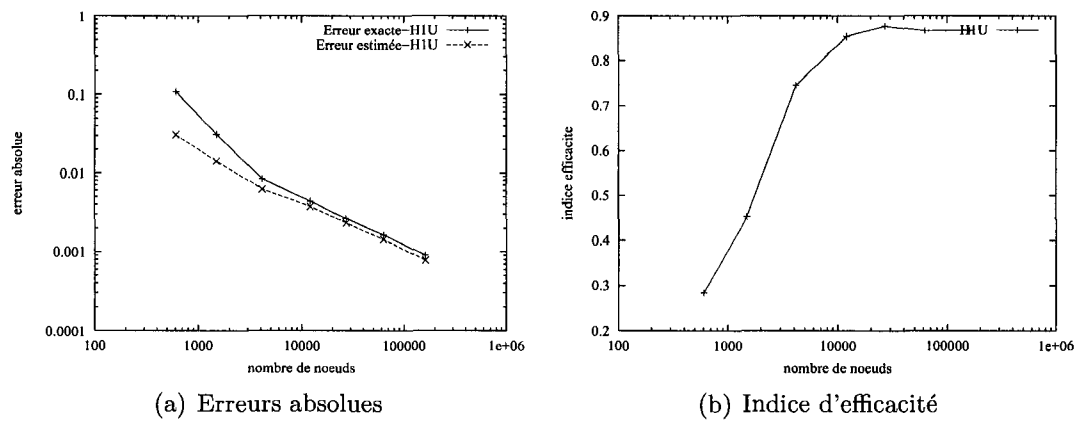 1
0.1
0.01
0.001
0.0001
erreur absolue
100
1000
10000
100000
1e+06
nombre de noeuds
Erreur exacte-H1U
Erreur estimée-H1U
(a) Erreurs absolues
0.9
0.8
0.7
0.6
0.5
0.4
0.3
0.2
indice efficacite
100
1000
10000
100000
1e+06
nombre de noeuds
H1U
(b) Indice d'efficacité